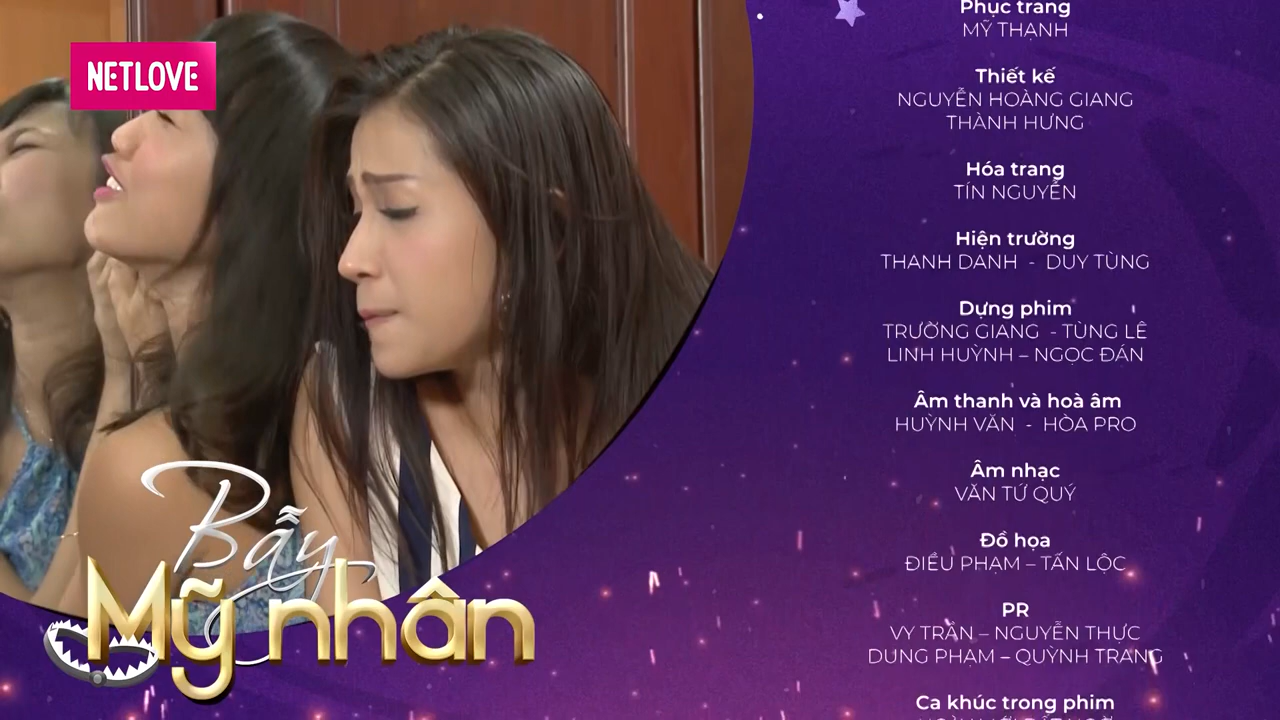 NETLOVE
Bẫy
Mỹ nhân
Phục trang
MỸ THẠNH
Thiết kế
NGUYỄN HOÀNG GIANG
THÀNH HƯNG
Hóa trang
TÍN NGUYỄN
Hiện trường
THANH DANH - DUY TÙNG
Dựng phim
TRƯỜNG GIANG - TÙNG LÊ
LINH HUỲNH – NGỌC ĐÁN
Âm thanh và hoà âm
HUỲNH VĂN - HÒA PRO
Âm nhạc
VĂN TỨ QUÝ
Đồ họa
ĐIỀU PHẠM – TẤN LỘC
PR
VY TRẦN – NGUYỄN THỰC
DUNG PHẠM – QUỲNH TRANG
Ca khúc trong phim